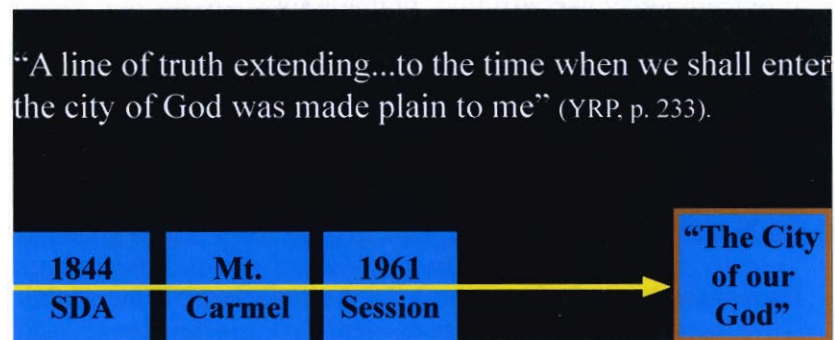 “A line of truth extending...to the time when we shall enter
the city of God was made plain to me” (YRP, p. 233).
1844
SDA
Mt.
Carmel
1961
Session
“The City
of our
God”